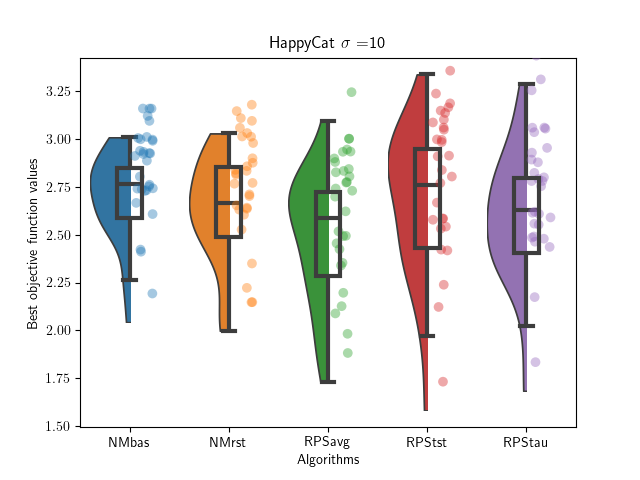 HappyCat σ =10
Best objective function values
3.25
3.00
2.75
2.50
2.25
2.00
1.75
1.50
NMbas NMrst RPSavg RPStst RPStau
Algorithms